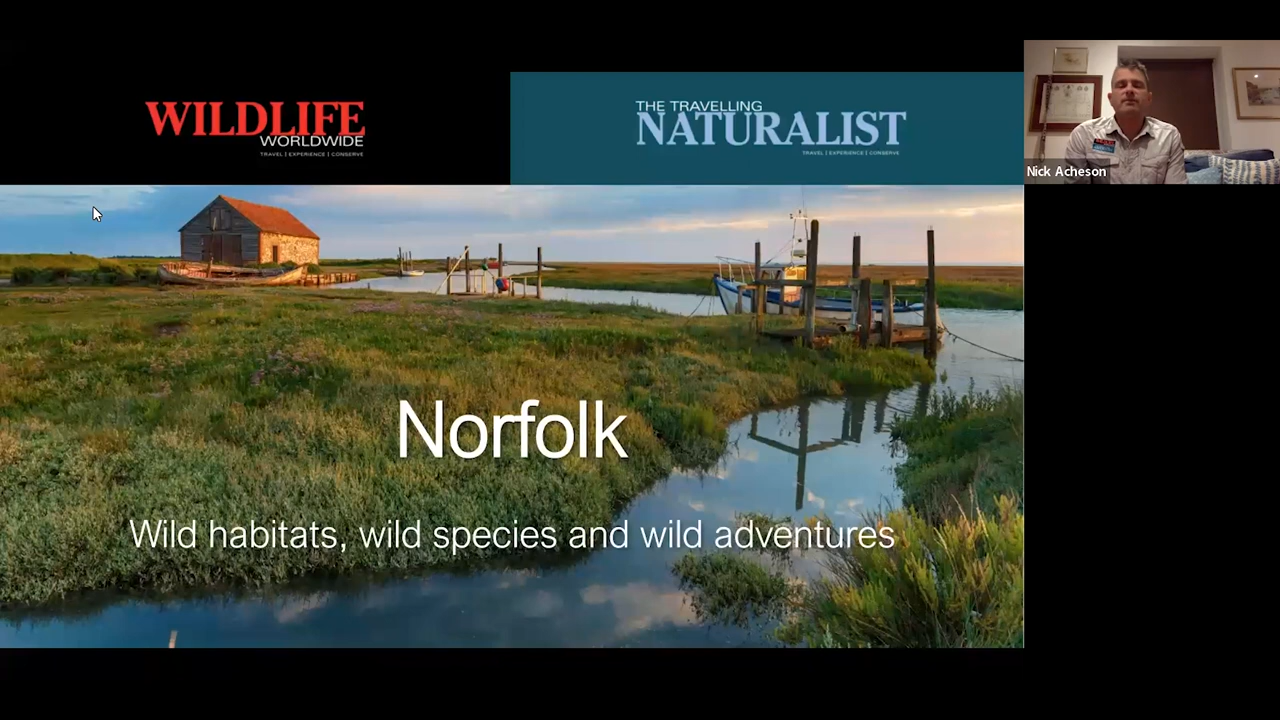 WILDLIFE
WORLDWIDE
TRAVEL | EXPERIENCE | CONSERVE
THE TRAVELLING
NATURALIST
TRAVEL | EXPERIENCE | CONSERVE
Nick Acheson
Norfolk
Wild habitats, wild species and wild adventures